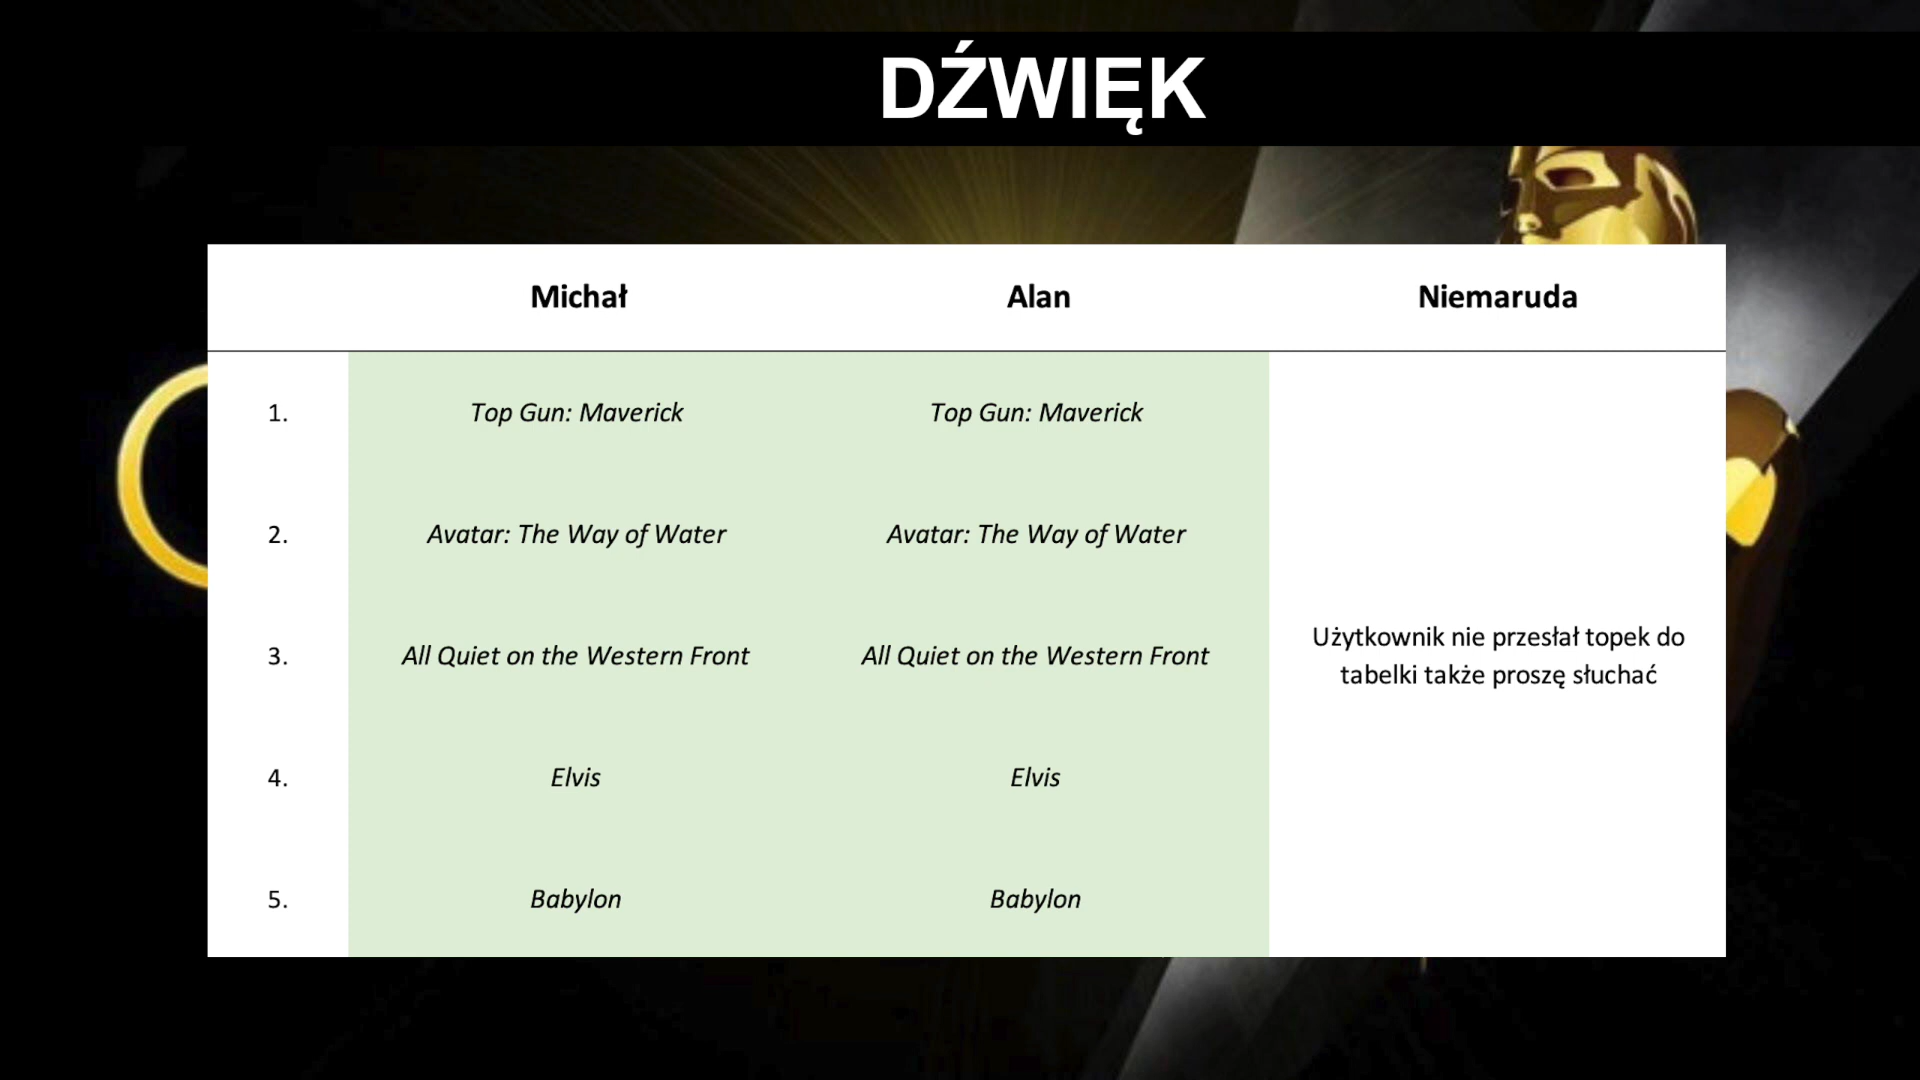 DŹWIĘK
Michał Alan Niemaruda
1. Top Gun: Maverick Top Gun: Maverick
2. Avatar: The Way of Water Avatar: The Way of Water
3. All Quiet on the Western Front All Quiet on the Western Front
Użytkownik nie przesłał topek do
tabelki także proszę słuchać
4. Elvis Elvis
5. Babylon Babylon